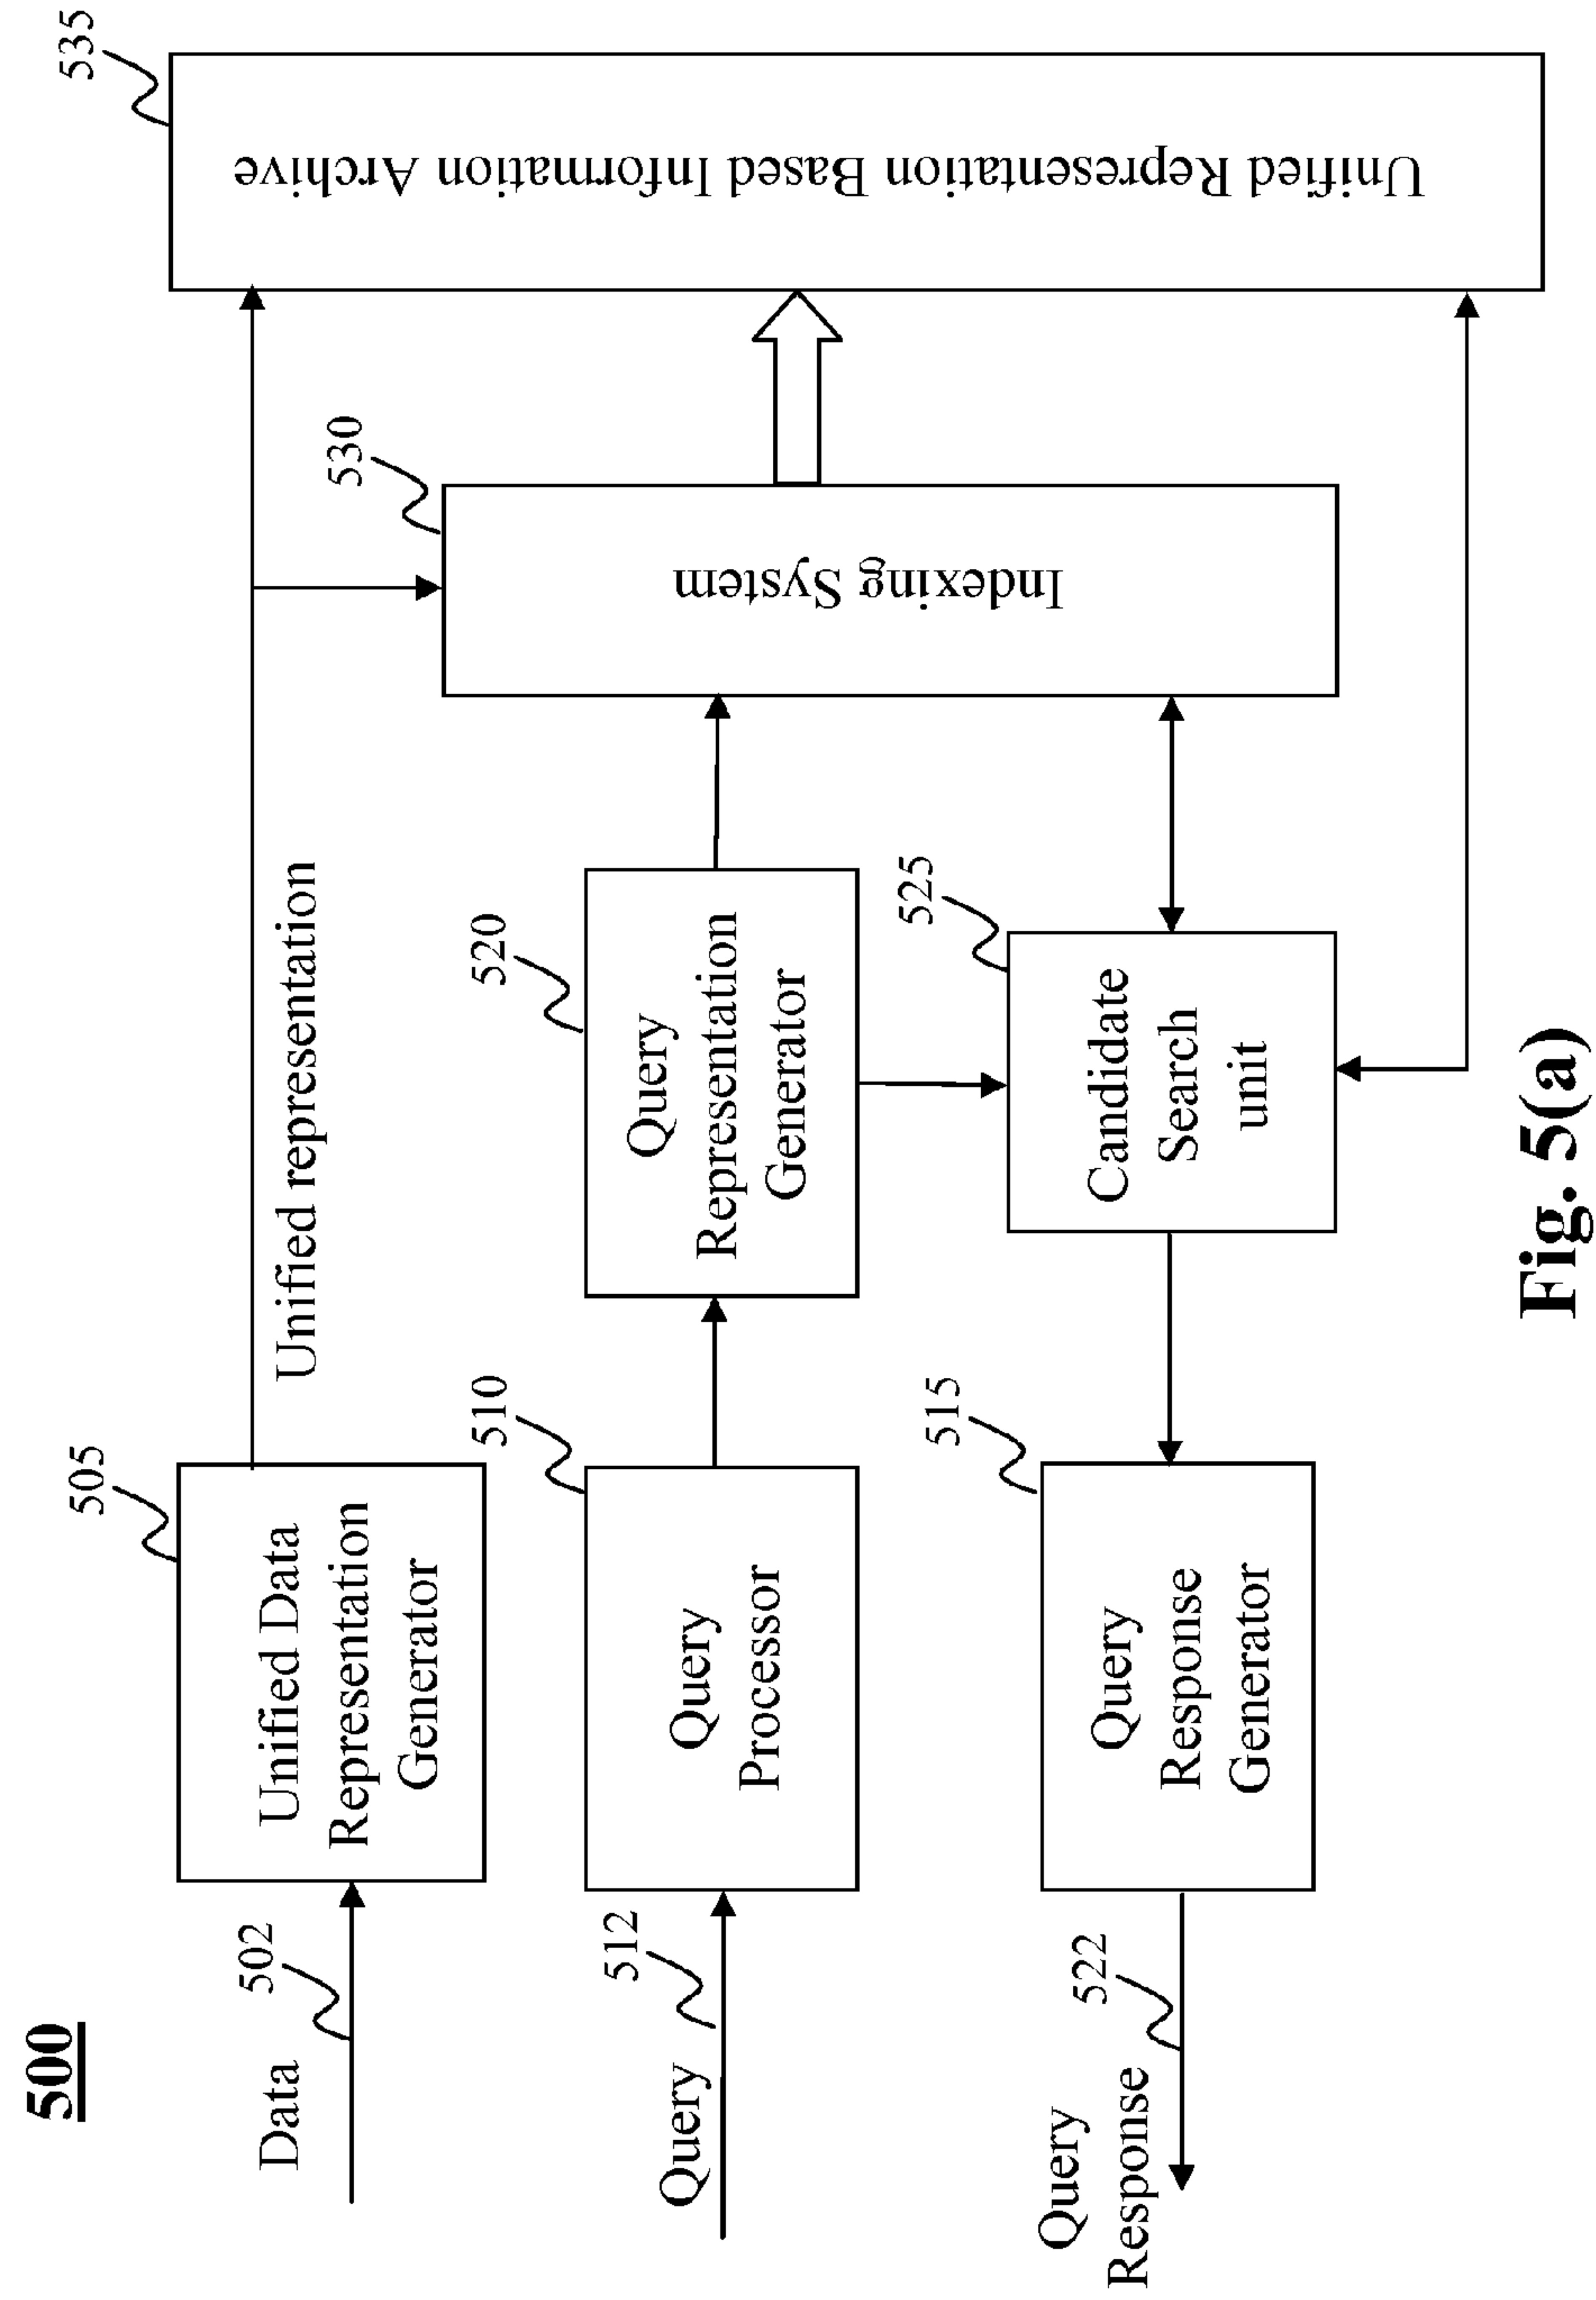 500
Data
502
Unified Data
Representation
Generator
505
Unified representation
Query
512
Query
Processor
510
Query
Representation
Generator
520
Query
Response
522
Query
Response
Generator
515
Candidate
Search
unit
525
Indexing System
530
Unified Representation Based Information Archive
535
Fig. 5(a)